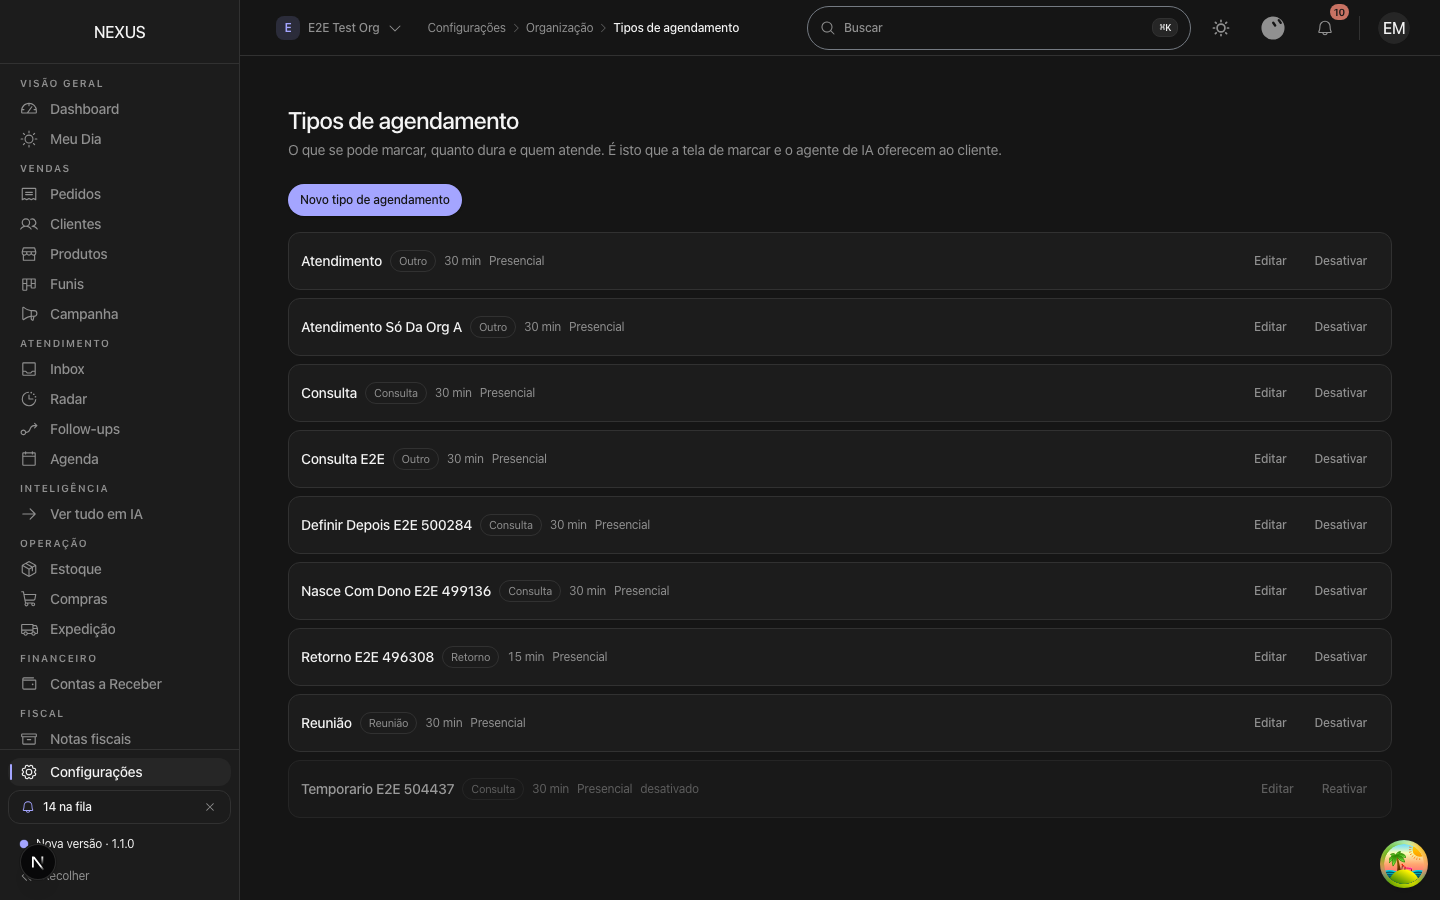 NEXUS
E E2E Test Org
Configurações > Organização > Tipos de agendamento
Buscar ⌘K
10
EM
VISÃO GERAL
Dashboard
Meu Dia
VENDAS
Pedidos
Clientes
Produtos
Funis
Campanha
ATENDIMENTO
Inbox
Radar
Follow-ups
Agenda
INTELIGÊNCIA
Ver tudo em IA
OPERAÇÃO
Estoque
Compras
Expedição
FINANCEIRO
Contas a Receber
FISCAL
Notas fiscais
Configurações
14 na fila
Nova versão · 1.1.0
N
Tipos de agendamento
O que se pode marcar, quanto dura e quem atende. É isto que a tela de marcar e o agente de IA oferecem ao cliente.
Novo tipo de agendamento
Atendimento Outro 30 min Presencial Editar Desativar
Atendimento Só Da Org A Outro 30 min Presencial Editar Desativar
Consulta Consulta 30 min Presencial Editar Desativar
Consulta E2E Outro 30 min Presencial Editar Desativar
Definir Depois E2E 500284 Consulta 30 min Presencial Editar Desativar
Nasce Com Dono E2E 499136 Consulta 30 min Presencial Editar Desativar
Retorno E2E 496308 Retorno 15 min Presencial Editar Desativar
Reunião Reunião 30 min Presencial Editar Desativar
Temporario E2E 504437 Consulta 30 min Presencial desativado Editar Reativar